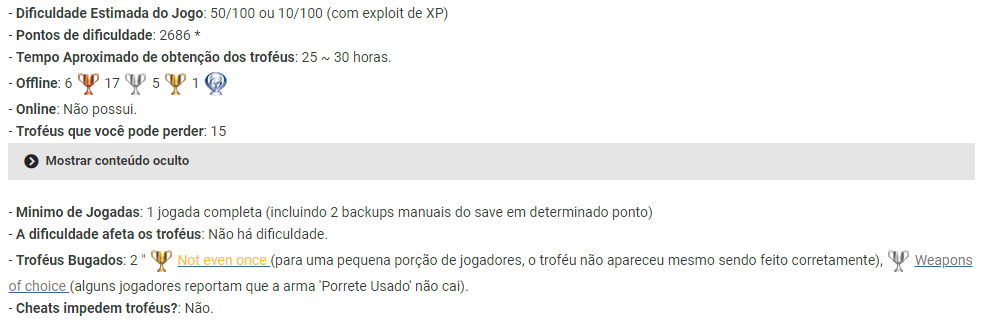 - Dificuldade Estimada do Jogo: 50/100 ou 10/100 (com exploit de XP)
- Pontos de dificuldade: 2686 *
- Tempo Aproximado de obtenção dos troféus: 25 ~ 30 horas.
- Offline: 6 17 5 1
- Online: Não possui.
- Troféus que você pode perder: 15
Mostrar conteúdo oculto
- Minimo de Jogadas: 1 jogada completa (incluindo 2 backups manuais do save em determinado ponto)
- A dificuldade afeta os troféus: Não há dificuldade.
- Troféus Bugados: 2 " Not even once (para uma pequena porção de jogadores, o troféu não apareceu mesmo sendo feito corretamente), Weapons
of choice (alguns jogadores reportam que a arma 'Porrete Usado' não cai).
- Cheats impedem troféus?: Não.